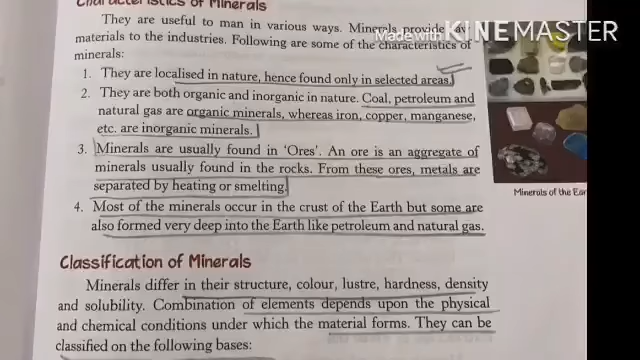 Characteristics of Minerals
They are useful to man in various ways. Minerals provide
materials to the industries. Following are some of the characteristics of
minerals:
1. They are localised in nature, hence found only in selected areas.
2. They are both organic and inorganic in nature. Coal, petroleum and
natural gas are organic minerals, whereas iron, copper, manganese,
etc. are inorganic minerals.
3. Minerals are usually found in 'Ores'. An ore is an aggregate of
minerals usually found in the rocks. From these ores, metals are
separated by heating or smelting.
4. Most of the minerals occur in the crust of the Earth but some are
also formed very deep into the Earth like petroleum and natural gas.
Classification of Minerals
Minerals differ in their structure, colour, lustre, hardness, density
and solubility. Combination of elements depends upon the physical
and chemical conditions under which the material forms. They can be
classified on the following bases:
Made with KINEMASTER
Minerals of the Ear